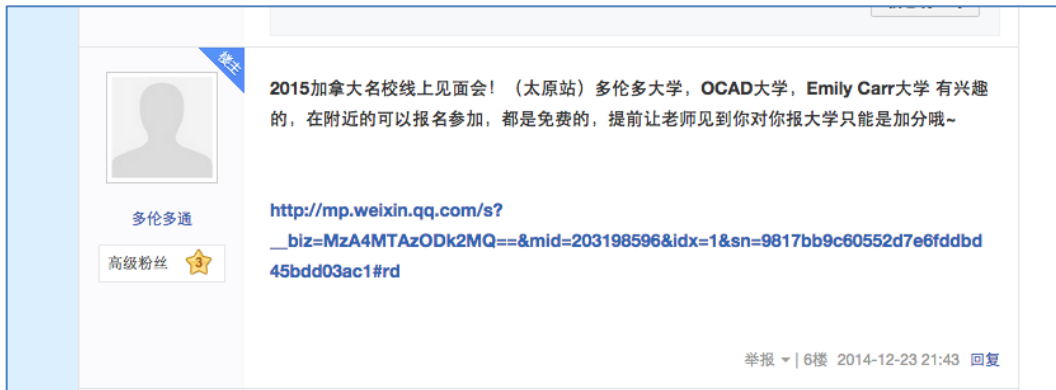 楼主
2015加拿大名校线上见面会！（太原站）多伦多大学，OCAD大学，Emily Carr大学 有兴趣
的，在附近的可以报名参加，都是免费的，提前让老师见到你对你报大学只能是加分哦~
http://mp.weixin.qq.com/s?
__biz=MzA4MTAzODk2MQ==&mid=203198596&idx=1&sn=9817bb9c60552d7e6fddbd
45bdd03ac1#rd
多伦多通
高级粉丝 3
举报 | 6楼 2014-12-23 21:43 回复